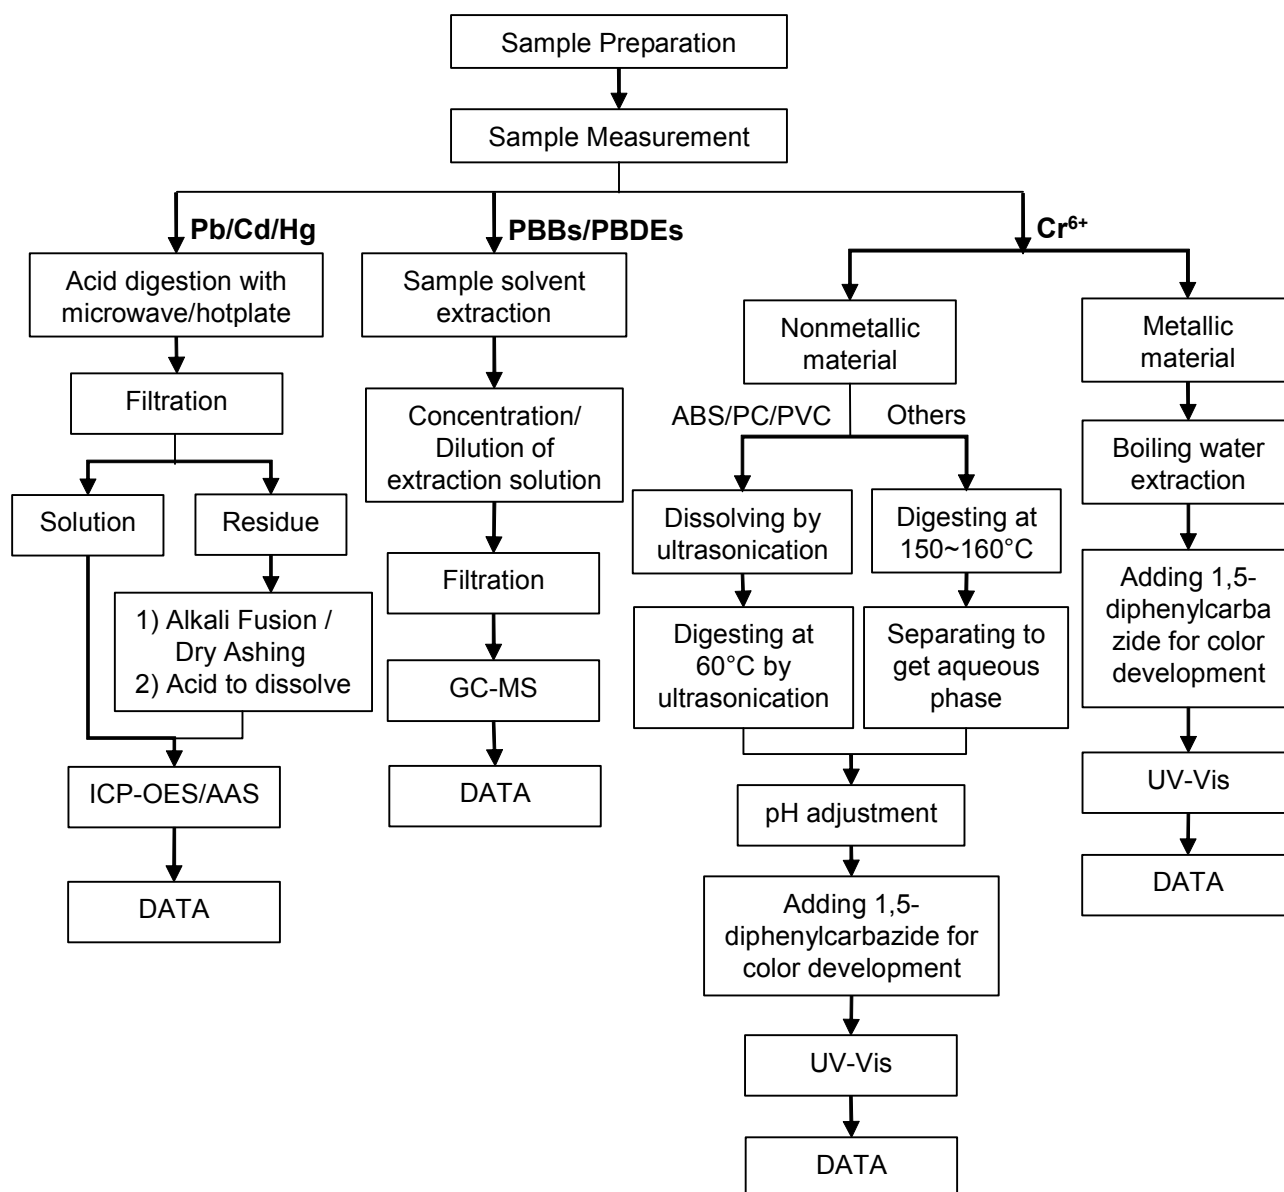 Sample Preparation
Sample Measurement
Pb/Cd/Hg
Acid digestion with
microwave/hotplate
Filtration
Solution
Residue
1) Alkali Fusion /
Dry Ashing
2) Acid to dissolve
ICP-OES/AAS
DATA
PBBs/PBDEs
Sample solvent
extraction
Concentration/
Dilution of
extraction solution
Filtration
GC-MS
DATA
Cr⁶⁺
Nonmetallic
material
ABS/PC/PVC
Dissolving by
ultrasonication
Digesting at
60°C by
ultrasonication
Others
Digesting at
150~160°C
Separating to
get aqueous
phase
pH adjustment
Adding 1,5-
diphenylcarbazide for
color development
UV-Vis
DATA
Metallic
material
Boiling water
extraction
Adding 1,5-
diphenylcarba
zide for color
development
UV-Vis
DATA